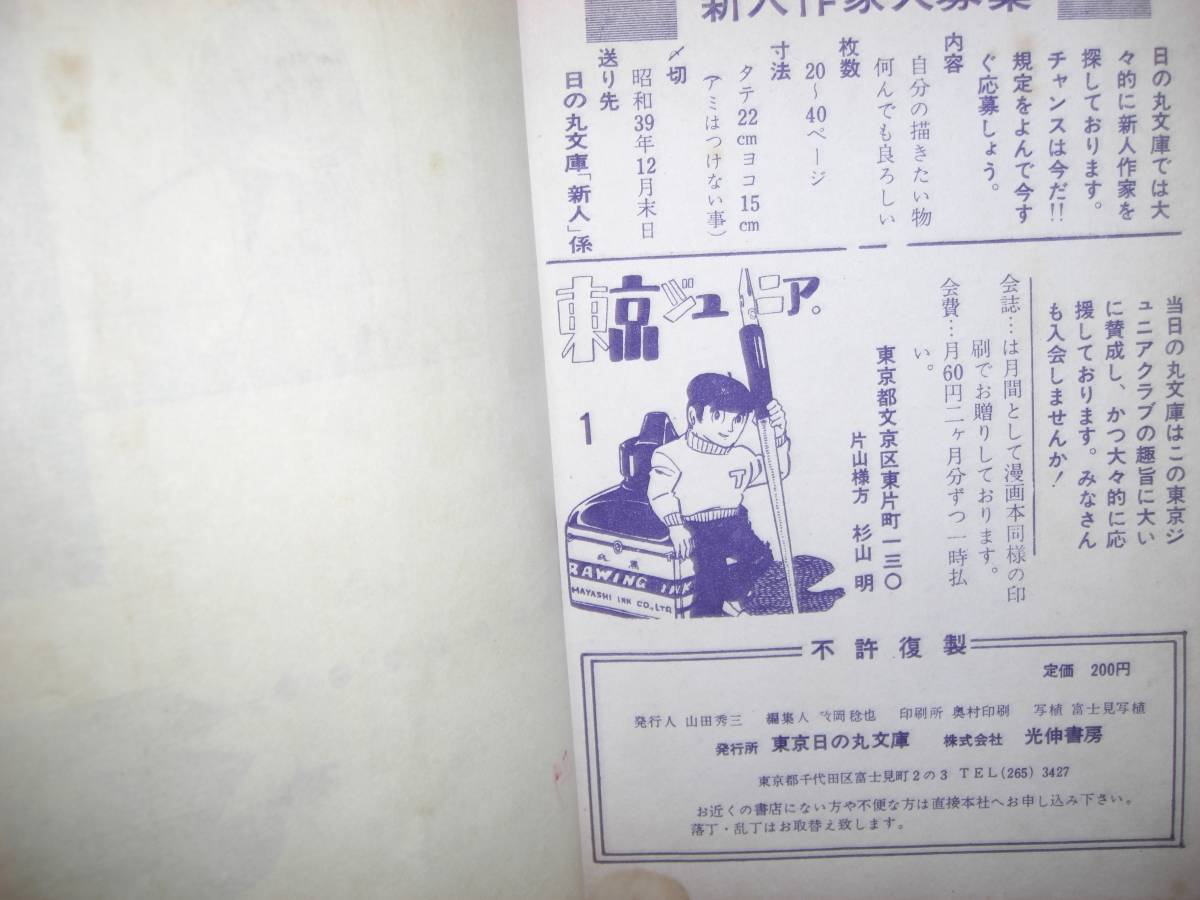 新人作家大募集
日の丸文庫では大
々的に新人作家を
探しております。
チャンスは今だ!!
規定をよんで今す
ぐ応募しょう。
内容
自分の描きたい物
何んでも良ろしい
枚数
20～40ページ
寸法
タテ22cmヨコ15cm
アミはつけない事)
〆切
昭和39年12月末日
送り先
日の丸文庫「新人」係
当日の丸文庫はこの東京ジ
ュニアクラブの趣旨に大い
に賛成し、かつ大々的に応
援しております。みなさん
も入会しませんか!
会誌…は月間として漫画本同様の印
刷でお贈りしております。
会費…月60円二ヶ月分ずつ一時払
い。
東京都文京区東片町一三〇
片山様方 杉山 明
東京ジュニア。
1
RAWING INK
HAYASHI INK CO., LTD
不許復製
定価 200円
発行人 山田秀三 編集人 岡稔也 印刷所 奥村印刷 写植 富士見写植
発行所 東京日の丸文庫 株式会社 光伸書房
東京都千代田区富士見町2の3 TEL(265)3427
お近くの書店にない方や不便な方は直接本社へお申し込み下さい。
落丁・乱丁はお取替え致します。